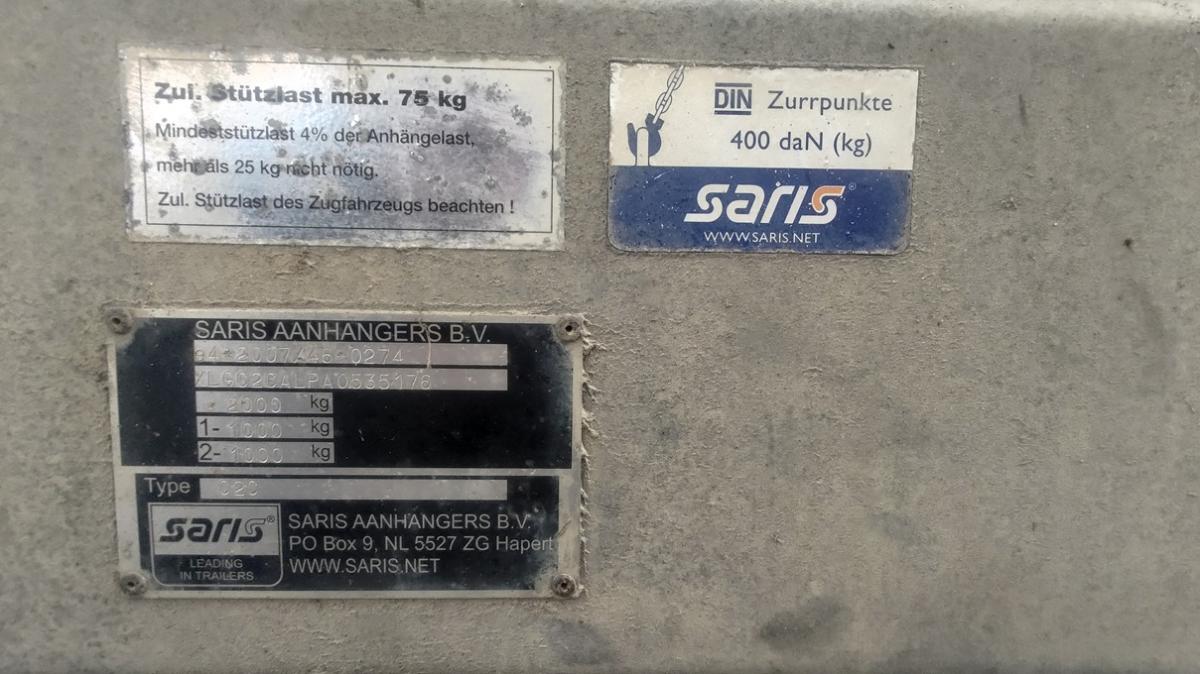 Zul. Stützlast max. 75 kg
Mindeststützlast 4% der Anhängelast,
mehr als 25 kg nicht nötig.
Zul. Stützlast des Zugfahrzeugs beachten !
DIN Zurrpunkte
400 daN (kg)
saris®
WWW.SARIS.NET
SARIS AANHANGERS B.V.
2000 kg
1- 1000 kg
2- 1000 kg
Type
saris®
LEADING
IN TRAILERS
SARIS AANHANGERS B.V.
PO Box 9, NL 5527 ZG Hapert
WWW.SARIS.NET